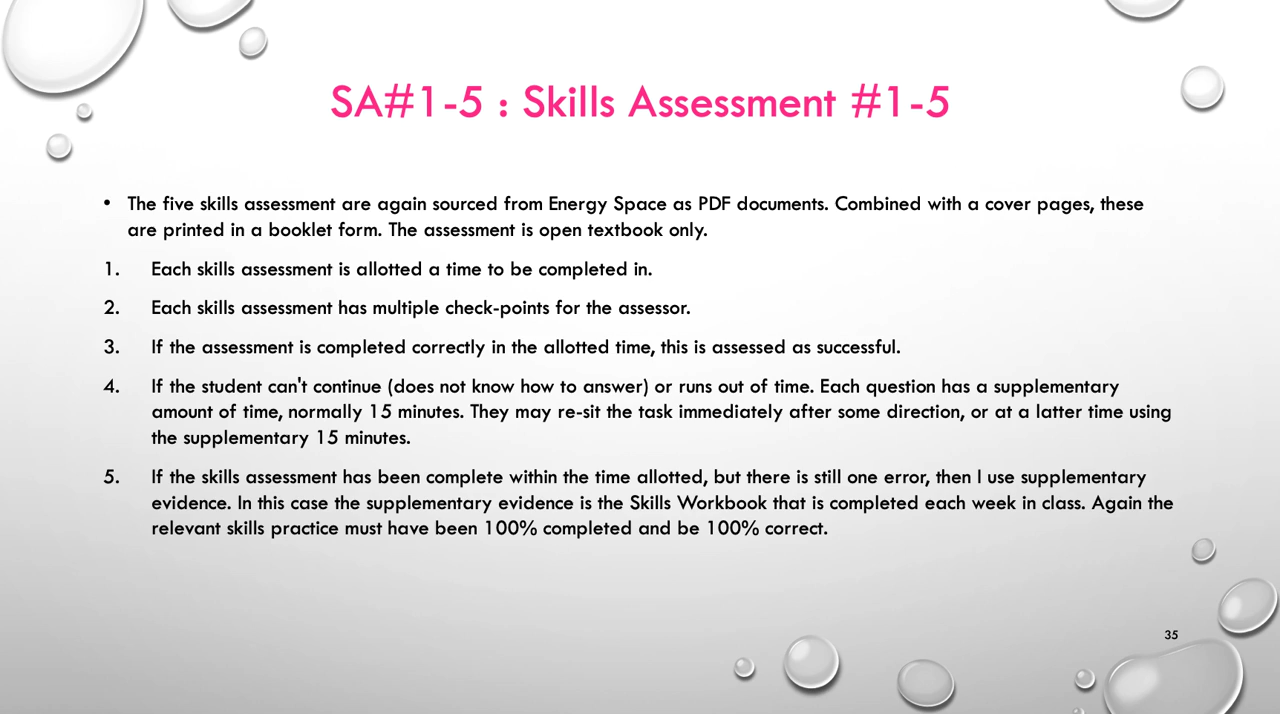 SA#1-5 : Skills Assessment #1-5
• The five skills assessment are again sourced from Energy Space as PDF documents. Combined with a cover pages, these
are printed in a booklet form. The assessment is open textbook only.
1. Each skills assessment is allotted a time to be completed in.
2. Each skills assessment has multiple check-points for the assessor.
3. If the assessment is completed correctly in the allotted time, this is assessed as successful.
4. If the student can't continue (does not know how to answer) or runs out of time. Each question has a supplementary
amount of time, normally 15 minutes. They may re-sit the task immediately after some direction, or at a latter time using
the supplementary 15 minutes.
5. If the skills assessment has been complete within the time allotted, but there is still one error, then I use supplementary
evidence. In this case the supplementary evidence is the Skills Workbook that is completed each week in class. Again the
relevant skills practice must have been 100% completed and be 100% correct.
35